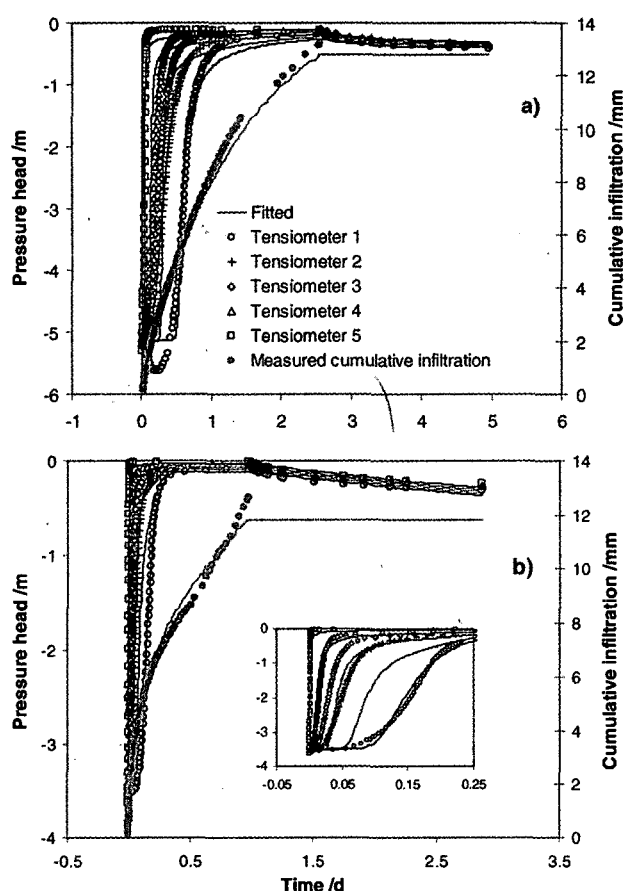 a)
Pressure head /m
Cumulative infiltration /mm
0
-1
-2
-3
-4
-5
-6
14
12
10
8
6
4
2
0
Fitted
Tensiometer 1
Tensiometer 2
Tensiometer 3
Tensiometer 4
Tensiometer 5
Measured cumulative infiltration
-1 0 1 2 3 4 5 6
b)
Pressure head /m
Cumulative infiltration /mm
0
-1
-2
-3
-4
14
12
10
8
6
4
2
0
0
-1
-2
-3
-4
-0.05 0.05 0.15 0.25
-0.5 0.5 1.5 2.5 3.5
Time /d